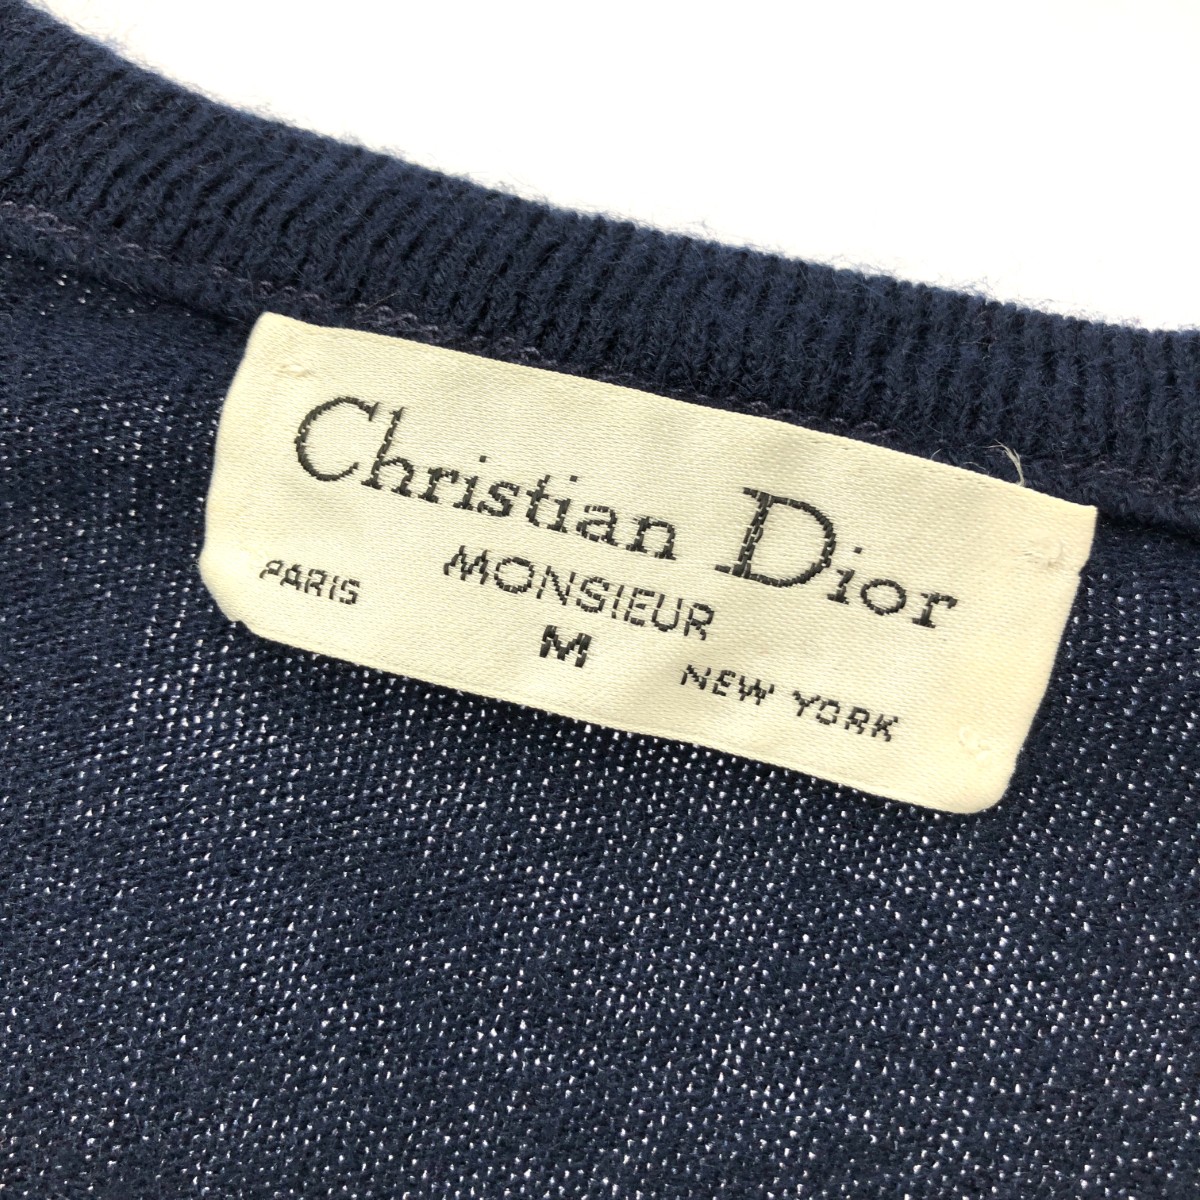 Christian Dior
MONSIEUR
PARIS M NEW YORK